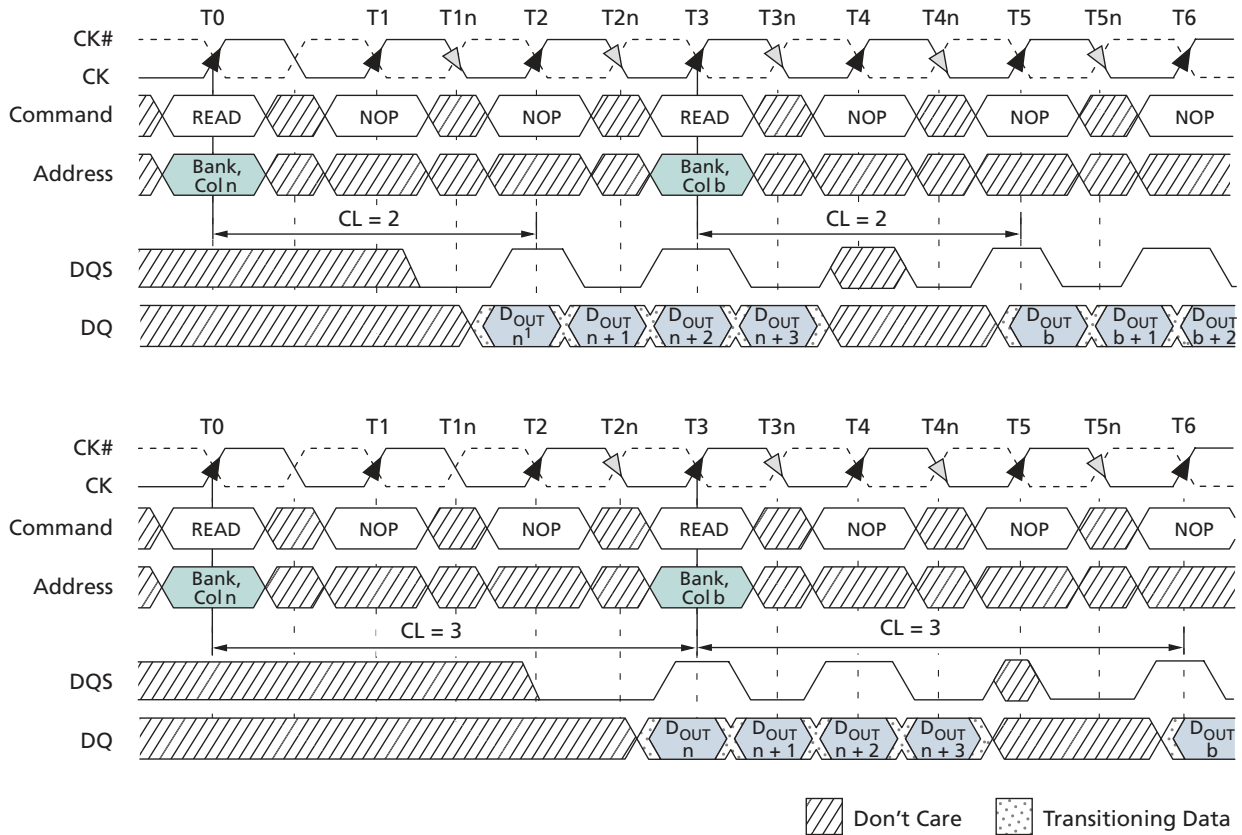 T0 T1 T1n T2 T2n T3 T3n T4 T4n T5 T5n T6
CK#
CK
Command READ NOP NOP READ NOP NOP NOP
Address Bank, Col n Bank, Col b
CL = 2 CL = 2
DQS
DQ DOUT n1 DOUT n + 1 DOUT n + 2 DOUT n + 3 DOUT b DOUT b + 1 DOUT b + 2
T0 T1 T1n T2 T2n T3 T3n T4 T4n T5 T5n T6
CK#
CK
Command READ NOP NOP READ NOP NOP NOP
Address Bank, Col n Bank, Col b
CL = 3 CL = 3
DQS
DQ DOUT n DOUT n + 1 DOUT n + 2 DOUT n + 3 DOUT b
Don't Care Transitioning Data